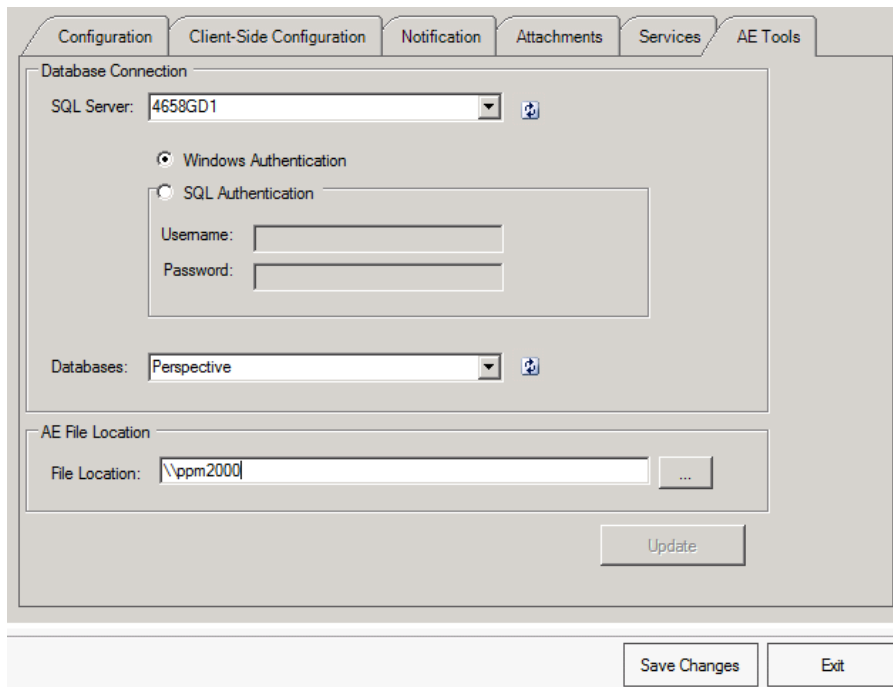 Configuration Client-Side Configuration Notification Attachments Services AE Tools
Database Connection
SQL Server: 4658GD1
Windows Authentication
SQL Authentication
Username:
Password:
Databases: Perspective
AE File Location
File Location: \\ppm2000
...
Update
Save Changes Exit